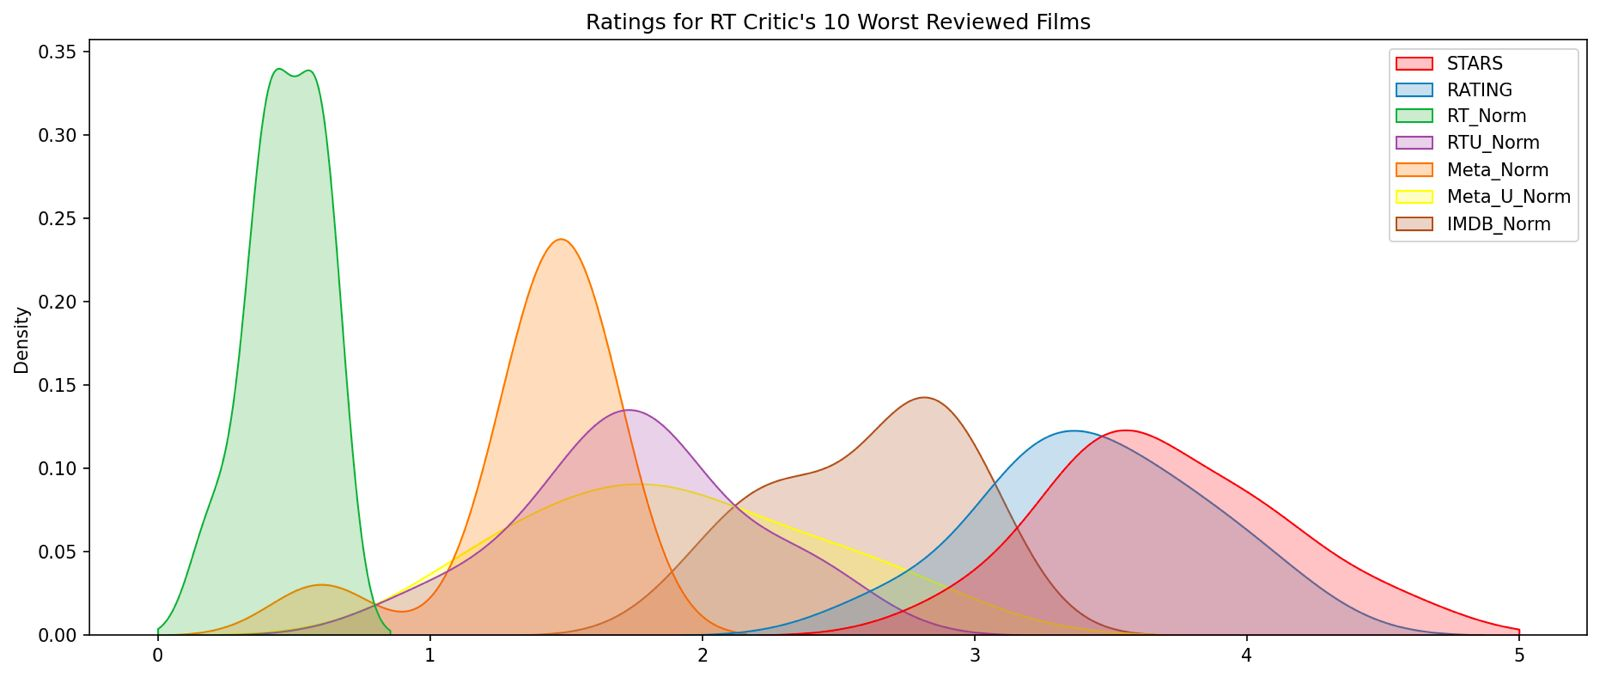 Ratings for RT Critic's 10 Worst Reviewed Films
0.35
0.30
0.25
0.20
0.15
0.10
0.05
0.00
Density
0 1 2 3 4 5
STARS
RATING
RT_Norm
RTU_Norm
Meta_Norm
Meta_U_Norm
IMDB_Norm